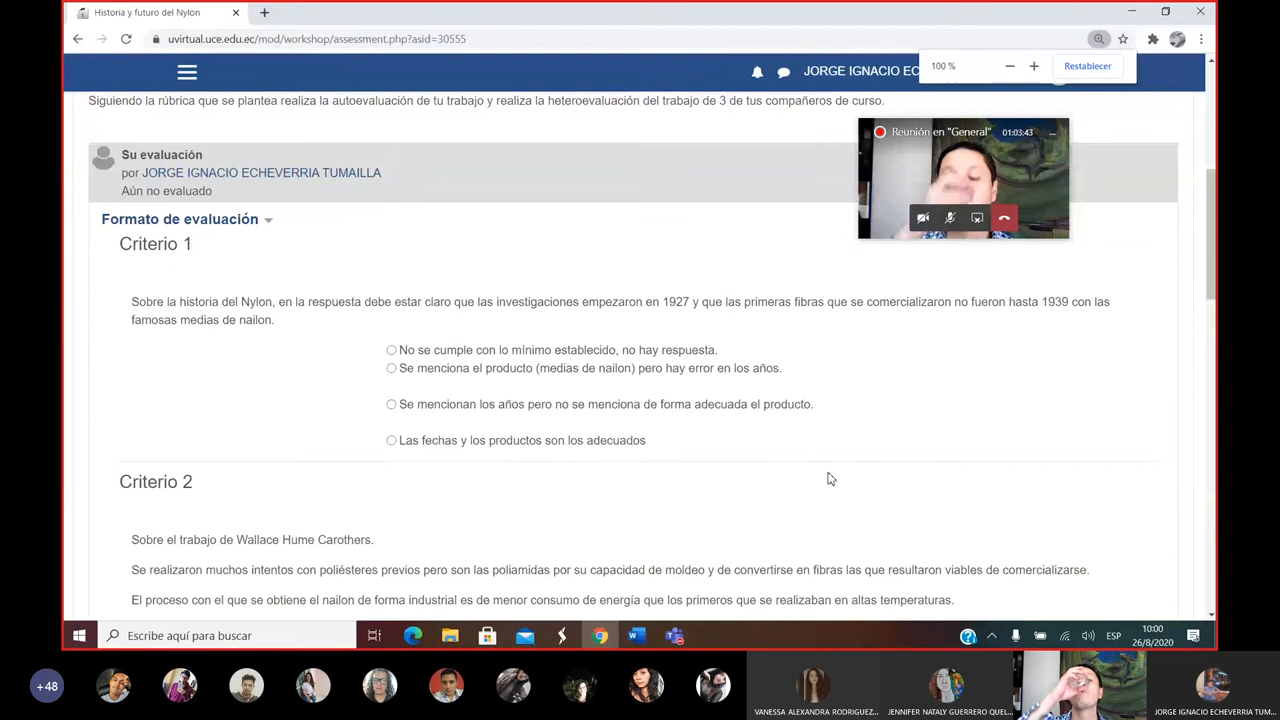 Historia y futuro del Nylon
uvirtual.uce.edu.ec/mod/workshop/assessment.php?asid=30555
100 %
Restablecer
JORGE IGNACIO EC
Siguiendo la rúbrica que se plantea realiza la autoevaluación de tu trabajo y realiza la heteroevaluación del trabajo de 3 de tus compañeros de curso.
Reunión en "General" 01:03:43
Su evaluación
por JORGE IGNACIO ECHEVERRIA TUMAILLA
Aún no evaluado
Formato de evaluación
Criterio 1
Sobre la historia del Nylon, en la respuesta debe estar claro que las investigaciones empezaron en 1927 y que las primeras fibras que se comercializaron no fueron hasta 1939 con las
famosas medias de nailon.
No se cumple con lo mínimo establecido, no hay respuesta.
Se menciona el producto (medias de nailon) pero hay error en los años.
Se mencionan los años pero no se menciona de forma adecuada el producto.
Las fechas y los productos son los adecuados
Criterio 2
Sobre el trabajo de Wallace Hume Carothers.
Se realizaron muchos intentos con poliésteres previos pero son las poliamidas por su capacidad de moldeo y de convertirse en fibras las que resultaron viables de comercializarse.
El proceso con el que se obtiene el nailon de forma industrial es de menor consumo de energía que los primeros que se realizaban en altas temperaturas.
Escribe aquí para buscar
ESP
10:00
26/8/2020
+48
VANESSA ALEXANDRA RODRIGUEZ...
JENNIFER NATALY GUERRERO QUEL...
JORGE IGNACIO ECHEVERRIA TUM...